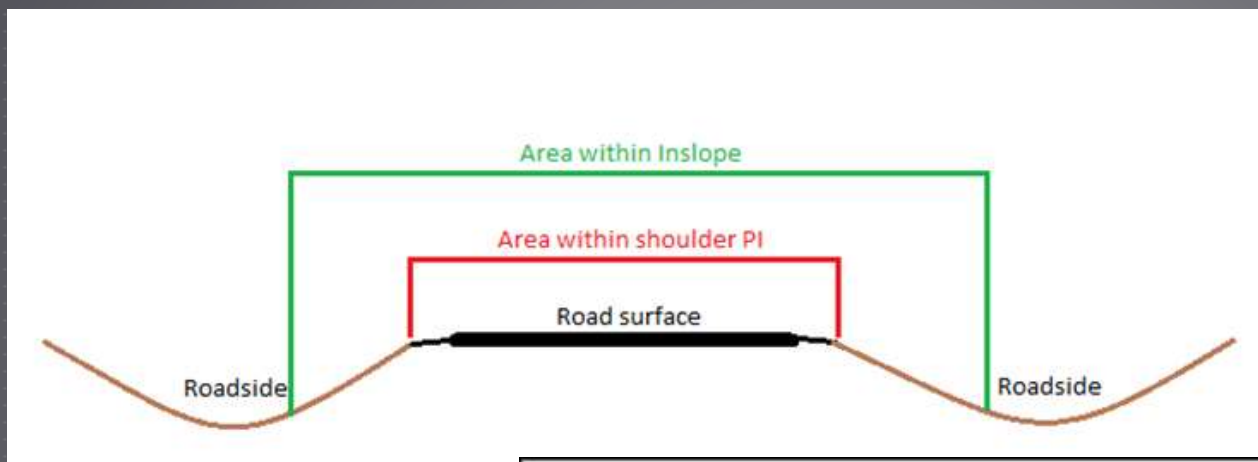 Area within Inslope
Area within shoulder PI
Road surface
Roadside
Roadside